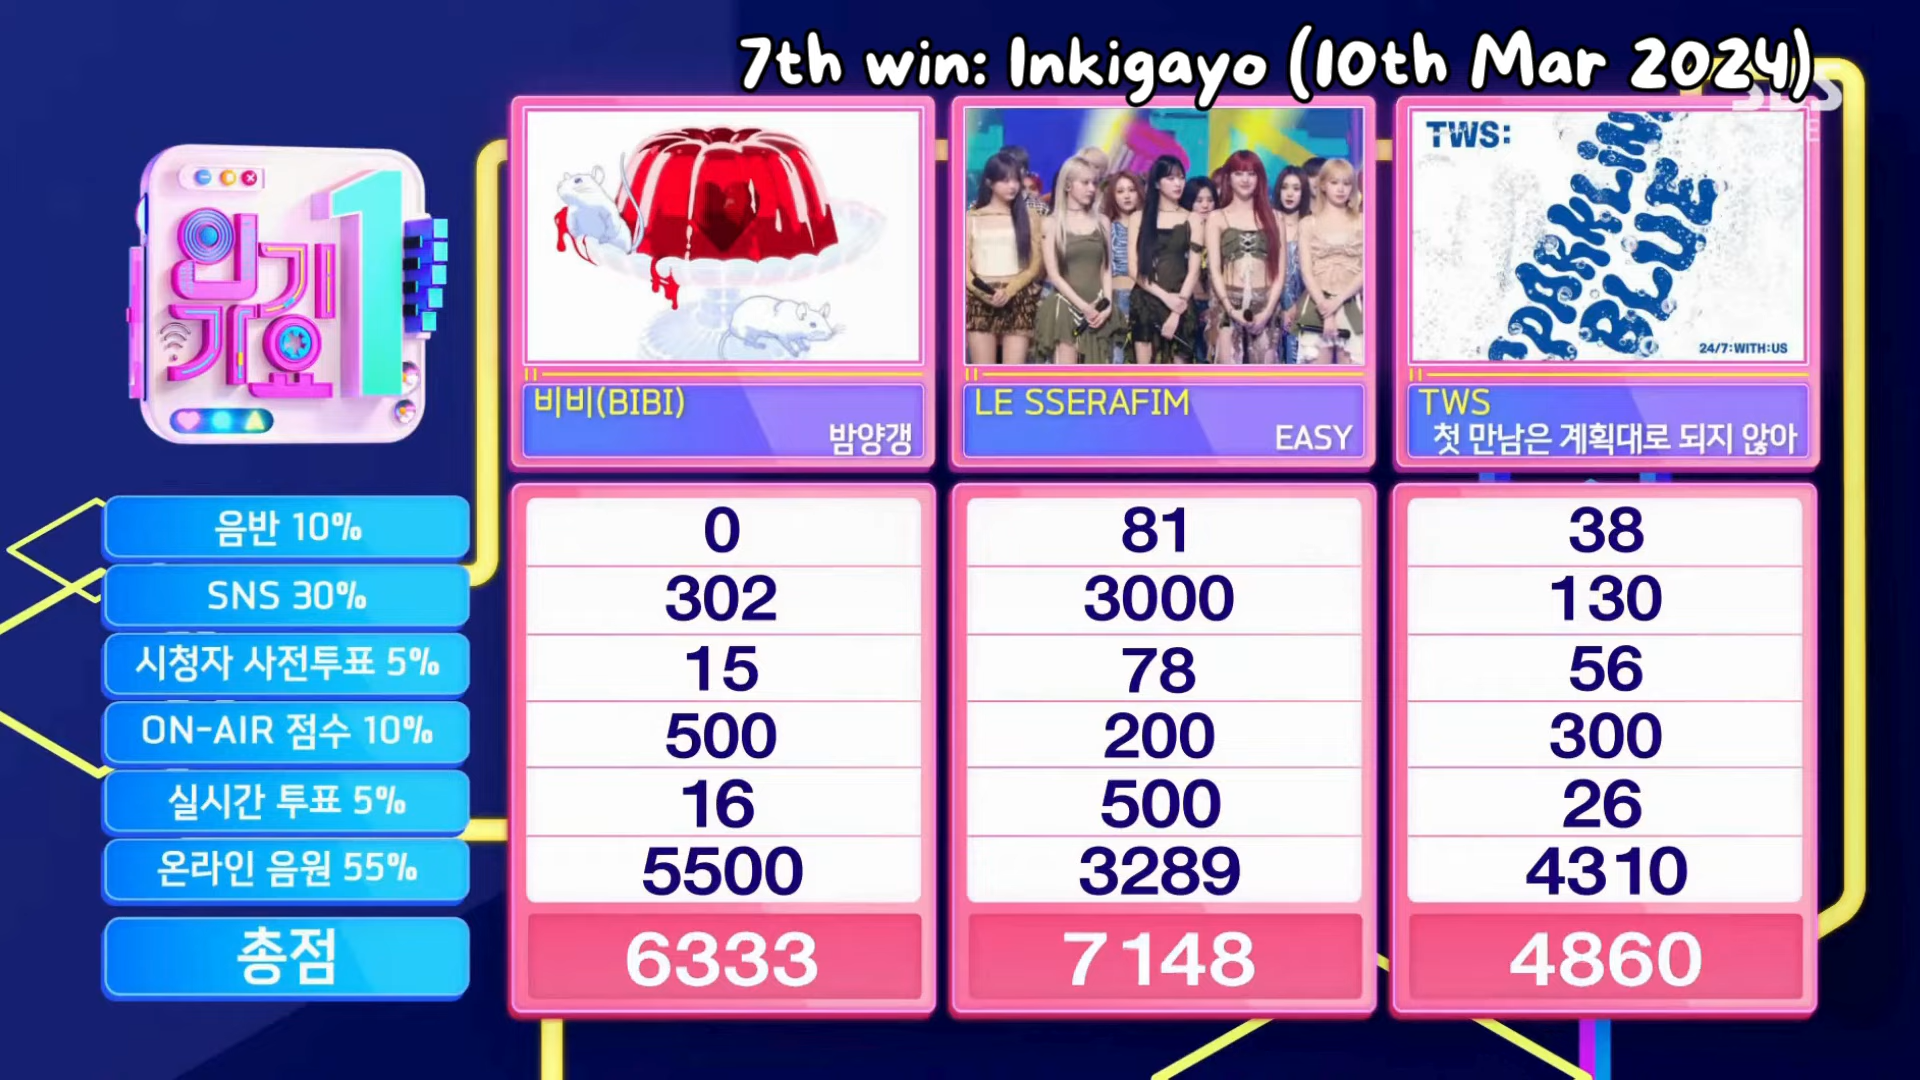 7th win: Inkigayo (10th Mar 2024)
SBS
인기가요 1
TWS:
SPARKLING
BLUE
24/7:WITH:US
비비(BIBI)
밤양갱
LE SSERAFIM
EASY
TWS
첫 만남은 계획대로 되지 않아
음반 10% 0 81 38
SNS 30% 302 3000 130
시청자 사전투표 5% 15 78 56
ON-AIR 점수 10% 500 200 300
실시간 투표 5% 16 500 26
온라인 음원 55% 5500 3289 4310
총점 6333 7148 4860